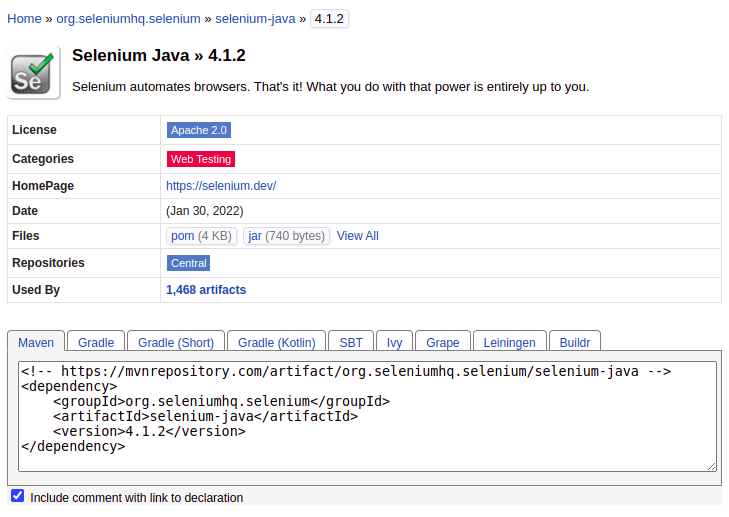 Home » org.seleniumhq.selenium » selenium-java » 4.1.2
Se
Selenium Java » 4.1.2
Selenium automates browsers. That's it! What you do with that power is entirely up to you.
License Apache 2.0
Categories Web Testing
HomePage https://selenium.dev/
Date (Jan 30, 2022)
Files pom (4 KB) jar (740 bytes) View All
Repositories Central
Used By 1,468 artifacts
Maven Gradle Gradle (Short) Gradle (Kotlin) SBT Ivy Grape Leiningen Buildr
<!-- https://mvnrepository.com/artifact/org.seleniumhq.selenium/selenium-java -->
<dependency>
    <groupId>org.seleniumhq.selenium</groupId>
    <artifactId>selenium-java</artifactId>
    <version>4.1.2</version>
</dependency>
Include comment with link to declaration